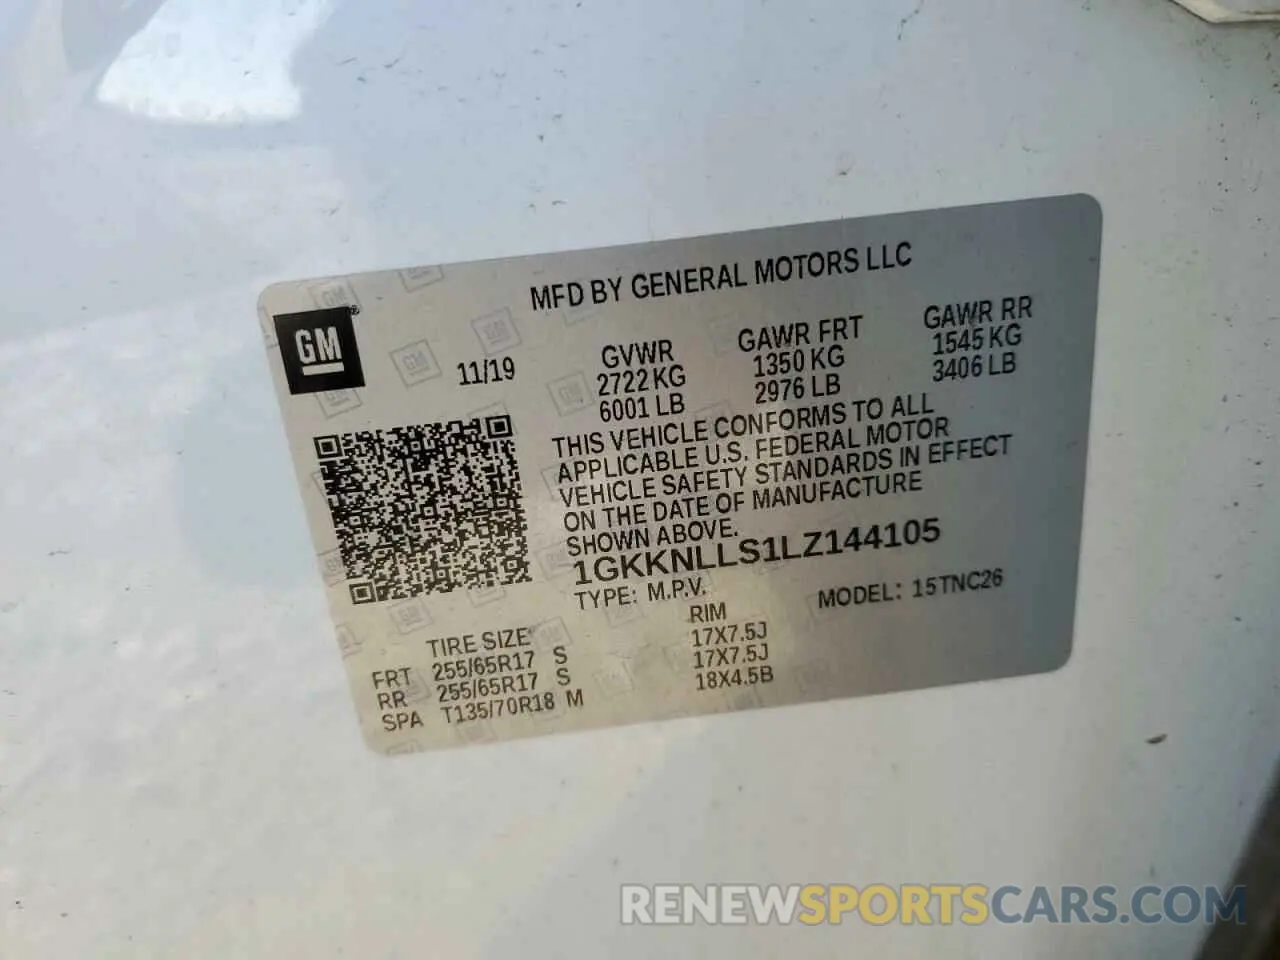 MFD BY GENERAL MOTORS LLC
GM®
11/19
GVWR
2722 KG
6001 LB
GAWR FRT
1350 KG
2976 LB
GAWR RR
1545 KG
3406 LB
THIS VEHICLE CONFORMS TO ALL
APPLICABLE U.S. FEDERAL MOTOR
VEHICLE SAFETY STANDARDS IN EFFECT
ON THE DATE OF MANUFACTURE
SHOWN ABOVE.
1GKKNLLS1LZ144105
TYPE: M.P.V.
MODEL: 15TNC26
TIRE SIZE RIM
FRT 255/65R17 S 17X7.5J
RR 255/65R17 S 17X7.5J
SPA T135/70R18 M 18X4.5B
RENEWSPORTSCARS.COM